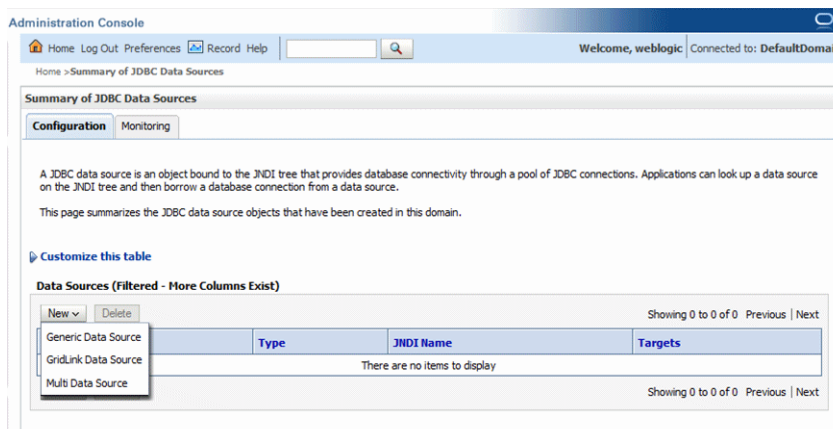 Administration Console
Home Log Out Preferences Record Help
Welcome, weblogic Connected to: DefaultDomai
Home >Summary of JDBC Data Sources
Summary of JDBC Data Sources
Configuration Monitoring
A JDBC data source is an object bound to the JNDI tree that provides database connectivity through a pool of JDBC connections. Applications can look up a data source
on the JNDI tree and then borrow a database connection from a data source.
This page summarizes the JDBC data source objects that have been created in this domain.
Customize this table
Data Sources (Filtered - More Columns Exist)
New Delete
Showing 0 to 0 of 0 Previous | Next
Generic Data Source
GridLink Data Source
Multi Data Source
Type JNDI Name Targets
There are no items to display
Showing 0 to 0 of 0 Previous | Next